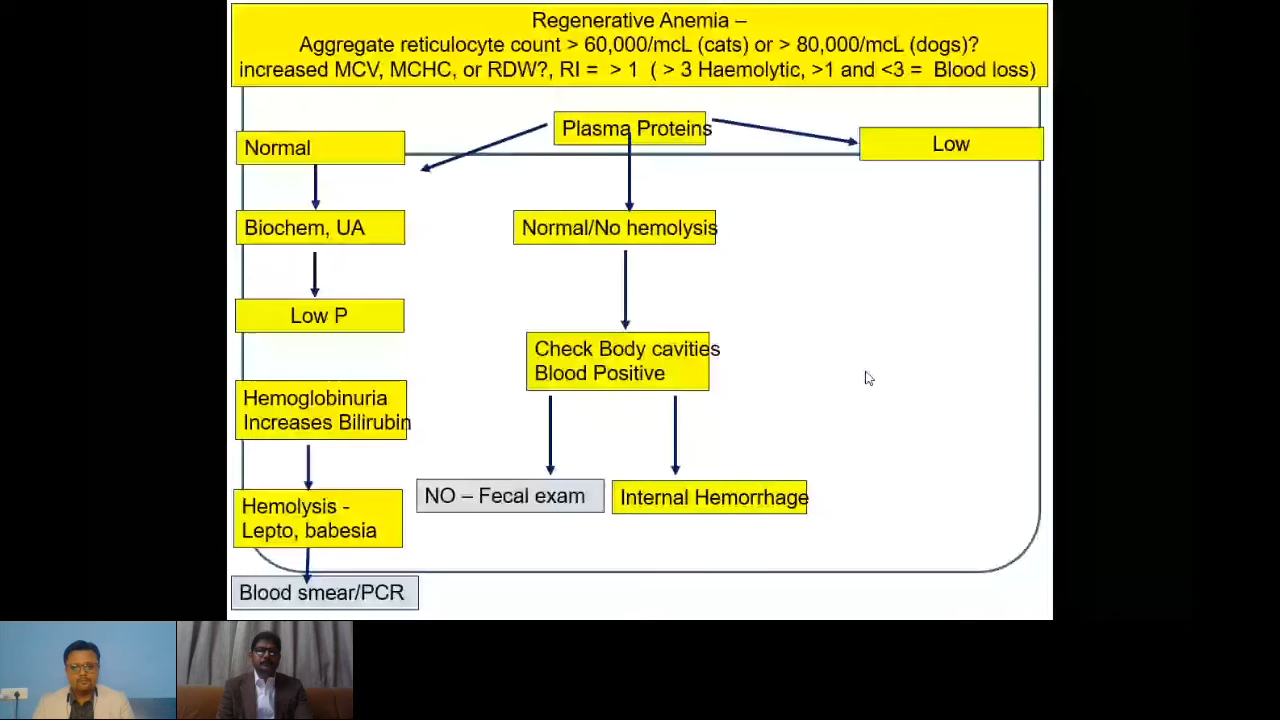 Regenerative Anemia –
Aggregate reticulocyte count > 60,000/mcL (cats) or > 80,000/mcL (dogs)?
increased MCV, MCHC, or RDW?, RI = > 1 ( > 3 Haemolytic, >1 and <3 = Blood loss)
Plasma Proteins
Normal
Low
Biochem, UA
Normal/No hemolysis
Low P
Check Body cavities
Blood Positive
Hemoglobinuria
Increases Bilirubin
NO – Fecal exam
Internal Hemorrhage
Hemolysis -
Lepto, babesia
Blood smear/PCR